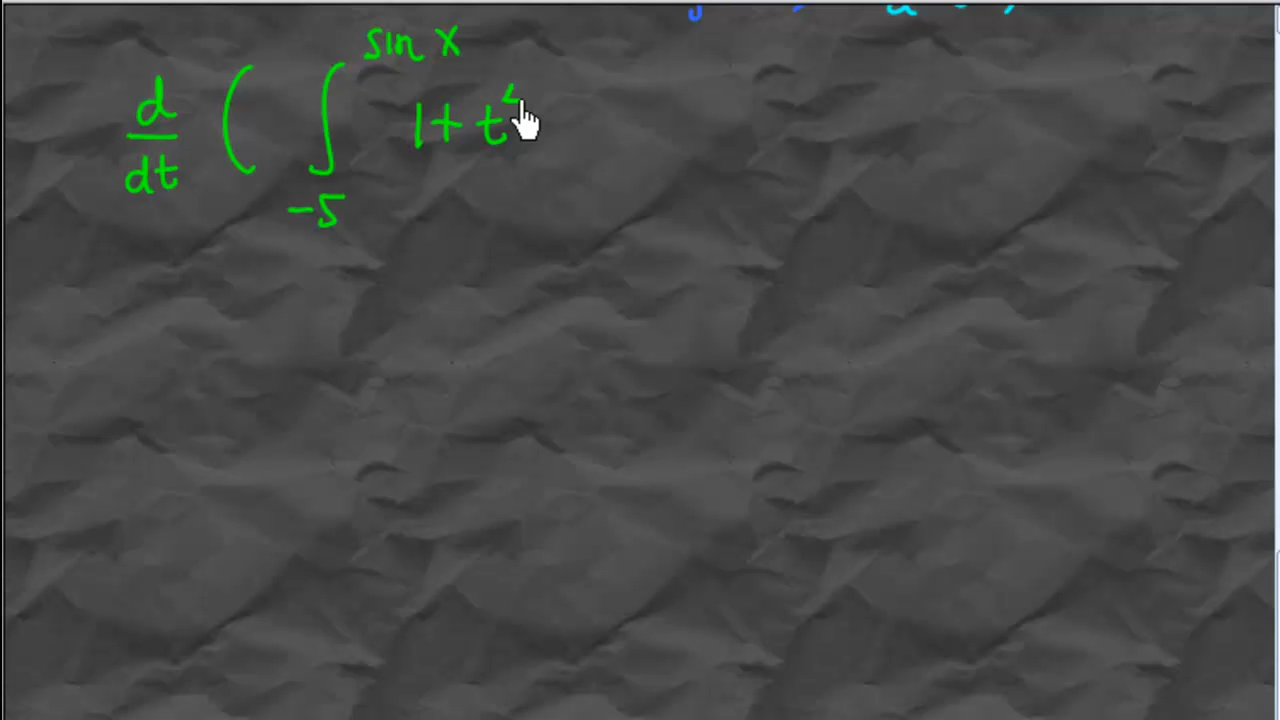 d/dt ( ∫_{-5}^{sin x} 1 + t